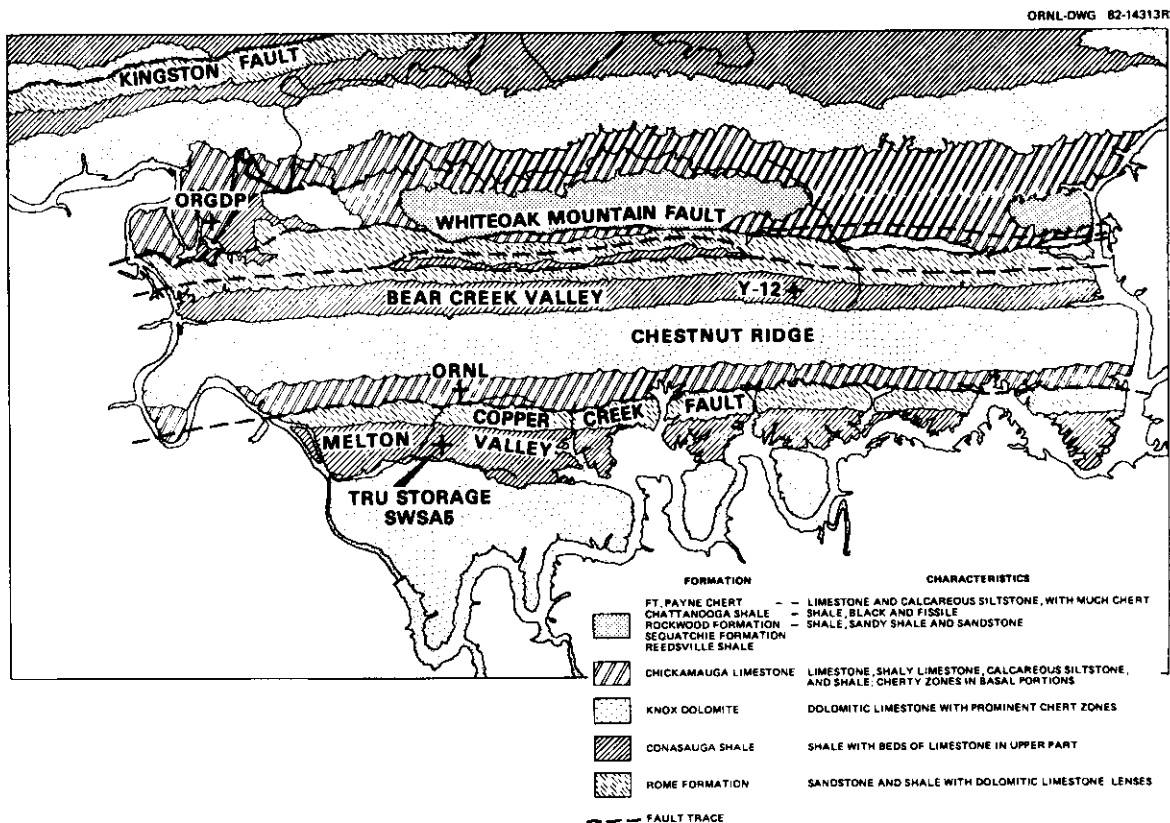 ORNL-DWG 82-14313R
KINGSTON FAULT
ORGDP
WHITEOAK MOUNTAIN FAULT
BEAR CREEK VALLEY
Y-12
CHESTNUT RIDGE
ORNL
COPPER CREEK FAULT
MELTON VALLEY
TRU STORAGE
SWSA5
FORMATION CHARACTERISTICS
FT. PAYNE CHERT – – LIMESTONE AND CALCAREOUS SILTSTONE, WITH MUCH CHERT
CHATTANOOGA SHALE – SHALE, BLACK AND FISSILE
ROCKWOOD FORMATION – SHALE, SANDY SHALE AND SANDSTONE
SEQUATCHIE FORMATION
REEDSVILLE SHALE
CHICKAMAUGA LIMESTONE LIMESTONE, SHALY LIMESTONE, CALCAREOUS SILTSTONE,
AND SHALE; CHERTY ZONES IN BASAL PORTIONS
KNOX DOLOMITE DOLOMITIC LIMESTONE WITH PROMINENT CHERT ZONES
CONASAUGA SHALE SHALE WITH BEDS OF LIMESTONE IN UPPER PART
ROME FORMATION SANDSTONE AND SHALE WITH DOLOMITIC LIMESTONE LENSES
FAULT TRACE